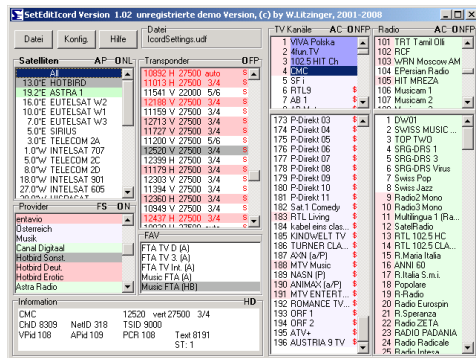 SetEditIcord Version 1.02 unregistrierte demo Version, (c) by W.Litzinger, 2001-2008
Datei
Konfig.
Hilfe
Datei
IcordSettings.udf
Satelliten AP ONL
All
13.0°E HOTBIRD
19.2°E ASTRA 1
16.0°E EUTELSAT W2
10.0°E EUTELSAT W1
7.0°E EUTELSAT W3
5.0°E SIRIUS
3.0°E TELECOM 2A
1.0°W INTELSAT 707
5.0°W TELECOM 2C
8.0°W TELECOM 2D
18.0°W INTELSAT 901
27.0°W INTELSAT 605
Provider FS ON
entavio
Österreich
Musik
Canal Digitaal
Hotbird Sonst.
Hotbird Deut.
Hotbird Erotic
Astra Radio
Transponder OFP
10892 H 27500 auto S
11013 H 27500 3/4 S
11541 V 22000 5/6 S
12188 V 27500 3/4 S
11159 V 27500 3/4 S
12713 V 27500 3/4 S
11727 V 27500 3/4 S
11200 V 27500 5/6 S
12520 V 27500 3/4 S
12399 H 27500 3/4 S
11179 H 27500 3/4 S
12303 V 27500 3/4 S
11394 V 27500 3/4 S
12360 H 27500 3/4 S
10949 V 27500 3/4 S
12437 H 27500 3/4 S
FAV
FTA TV D (A)
FTA TV 3. (A)
FTA TV Int. (A)
Music FTA (A)
Music FTA (HB)
Information HD-
CMC 12520 vert 27500 3/4
ChID 8309 NetID 318 TSID 9000
VPID 108 APid 109 PCR 108 Text 8191
ST: 1
TV Kanäle AC ONFP
1 VIVA Polska
2 4fun.TV
3 102.5 HIT Ch
4 CMC
5 SF i
6 RTL9 $
7 AB 1 $
173 P-Direkt 03 $
174 P-Direkt 04 $
175 P-Direkt 05 $
176 P-Direkt 06 $
177 P-Direkt 07 $
178 P-Direkt 08 $
179 P-Direkt 09 $
180 P-Direkt 10 $
181 P-Direkt 11 $
182 Sat.1 Comedy $
183 RTL Living $
184 kabel eins clas... $
185 KINOWELT TV $
186 TURNER CLA... $
187 AXN (a/P) $
188 MTV Music $
189 NASN (P) $
190 ANIMAX (a/P) $
191 MTV ENTERT... $
192 ROMANCE TV... $
193 ORF 1 $
194 ORF 2 $
195 ATV+ $
196 AUSTRIA 9 TV $
Radio AC ONFP
101 TRT Tamil Olli
102 RCF
103 WRN Moscow AM
104 EPersian Radio
105 HIT MREZA
106 Musicam 1
107 Musicam 2
1 DW01
2 SWISS MUSIC ...
3 TOP TWO
4 SRG-DRS 1
5 SRG-DRS 3
6 SRG-DRS Virus
7 Swiss Pop
8 Swiss Jazz
9 Radio2 Mono
10 Radio3 Mono
11 Multilingua 1 (Ra...
12 SatelRadio
13 RTL 102.5 HC
14 RTL 102.5 CLA...
15 R.Maria Italia
16 ANNI 60
17 R.Italia S.m.i.
18 Popolare
19 R-Radio
20 Radio Eurospin
21 R.Speranza
22 Radio ZETA
23 RADIO PADANIA
24 Radio Radicale